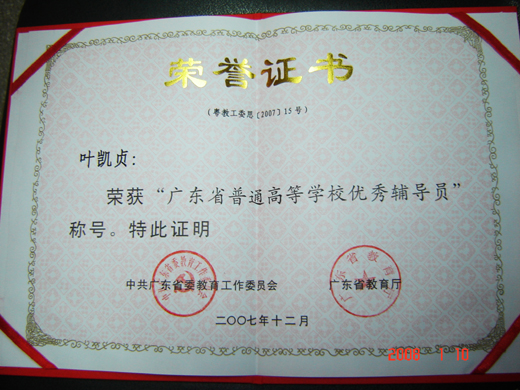 荣誉证书
（粤教工委思〔2007〕15号）
叶凯贞：
荣获“广东省普通高等学校优秀辅导员”
称号。特此证明
中共广东省委教育工作委员会 广东省教育厅
二〇〇七年十二月